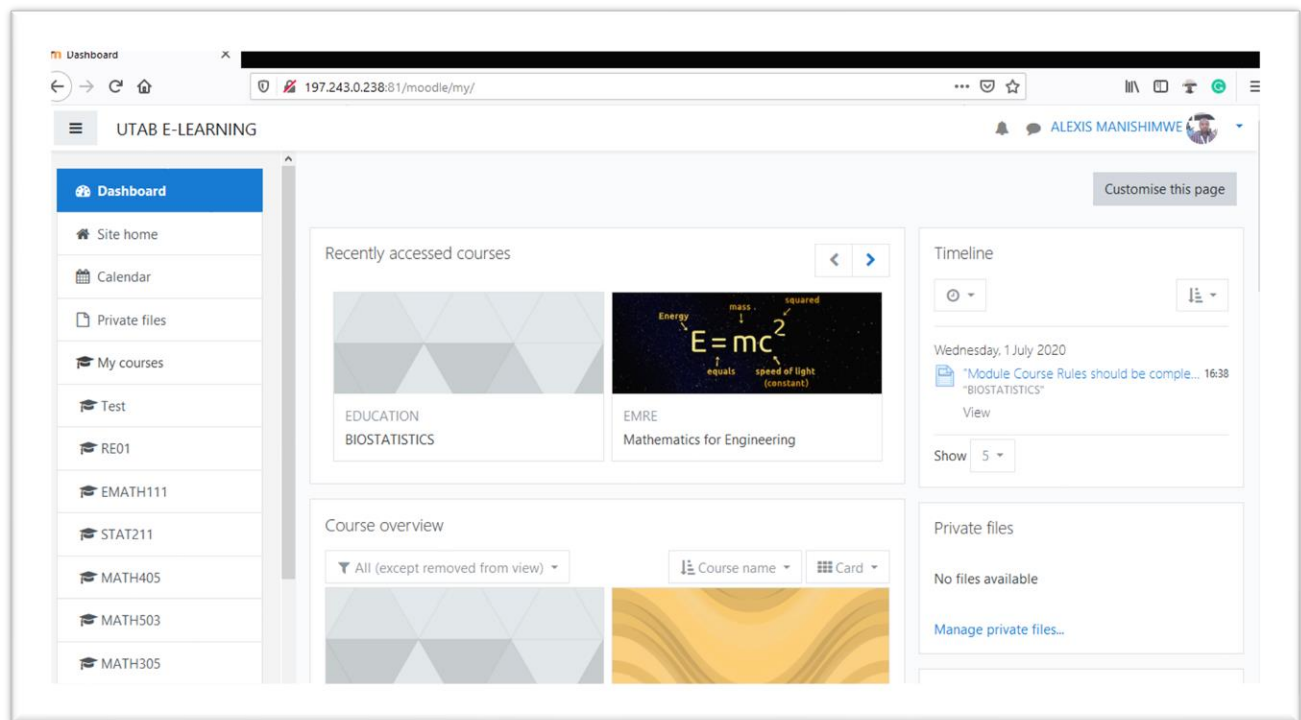 Dashboard
197.243.0.238:81/moodle/my/
UTAB E-LEARNING
ALEXIS MANISHIMWE
Dashboard
Site home
Calendar
Private files
My courses
Test
RE01
EMATH111
STAT211
MATH405
MATH503
MATH305
Customise this page
Recently accessed courses
Energy mass squared
E = mc2
equals speed of light
(constant)
EDUCATION
BIOSTATISTICS
EMRE
Mathematics for Engineering
Course overview
All (except removed from view)
Course name
Card
Timeline
Wednesday, 1 July 2020
"Module Course Rules should be comple... 16:38
"BIOSTATISTICS"
View
Show 5
Private files
No files available
Manage private files...